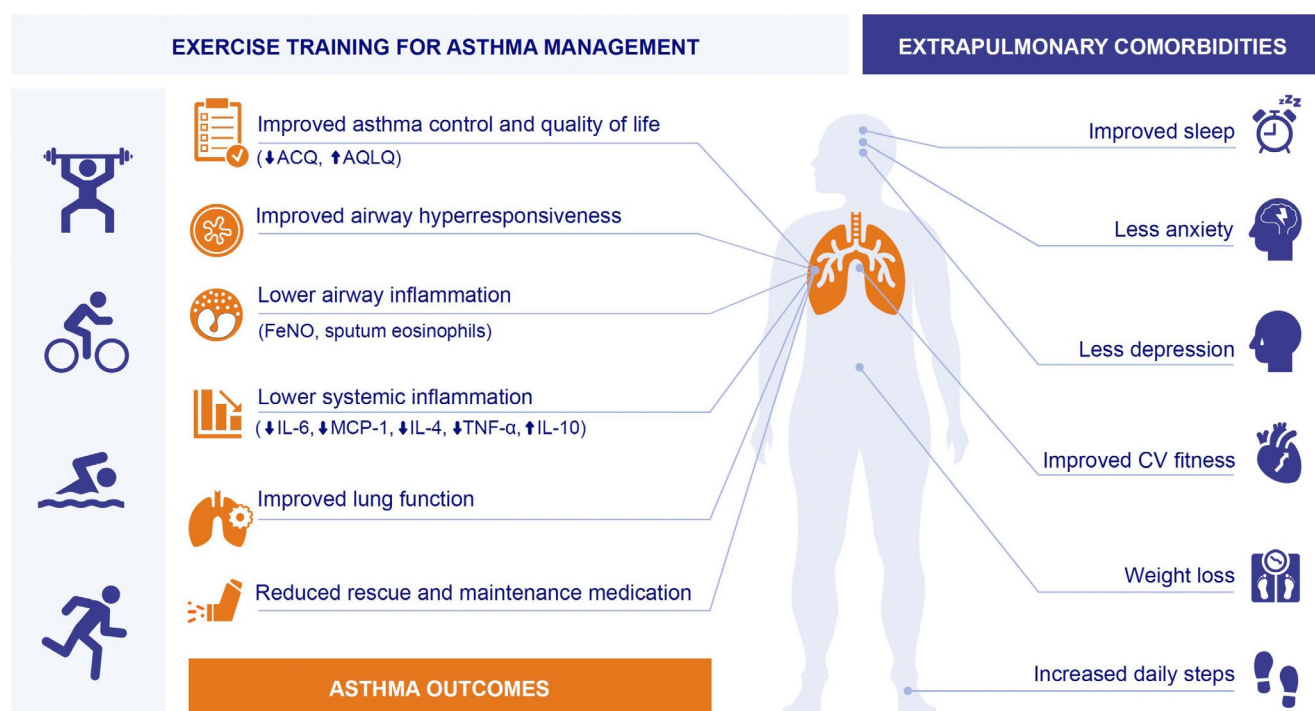 EXERCISE TRAINING FOR ASTHMA MANAGEMENT
EXTRAPULMONARY COMORBIDITIES
Improved asthma control and quality of life
(⬇ACQ, ⬆AQLQ)
Improved airway hyperresponsiveness
Lower airway inflammation
(FeNO, sputum eosinophils)
Lower systemic inflammation
(⬇IL-6, ⬇MCP-1, ⬇IL-4, ⬇TNF-α, ⬆IL-10)
Improved lung function
Reduced rescue and maintenance medication
ASTHMA OUTCOMES
Improved sleep
zZZ
Less anxiety
Less depression
Improved CV fitness
Weight loss
Increased daily steps